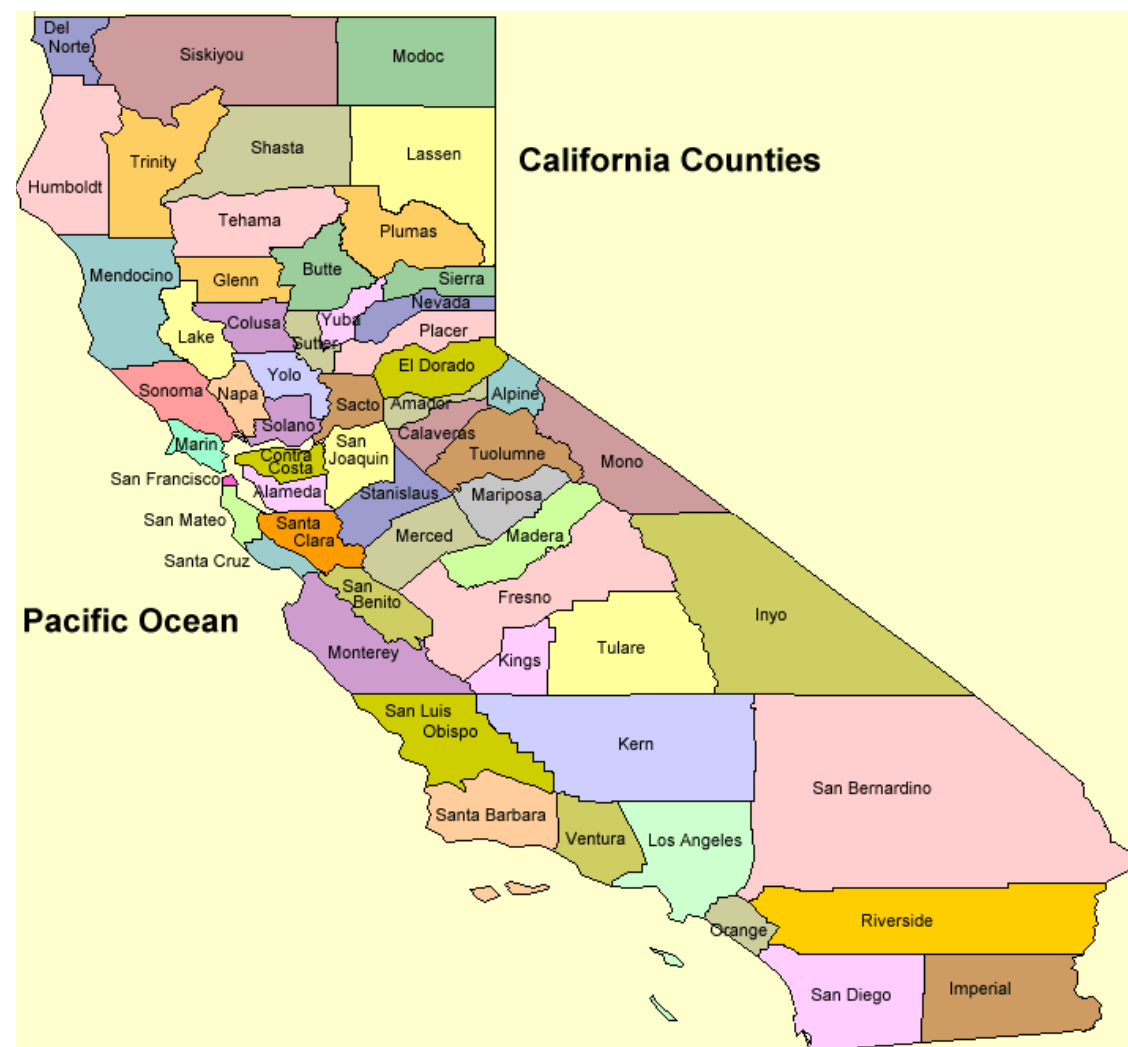 Del
Norte
Siskiyou
Modoc
Shasta
Lassen
California Counties
Trinity
Humboldt
Tehama
Plumas
Mendocino
Glenn
Butte
Sierra
Nevada
Colusa
Yuba
Placer
Lake
Sutter
El Dorado
Yolo
Sonoma
Napa
Sacto
Amador
Alpine
Solano
Calaveras
Marin
San
Joaquin
Tuolumne
Contra
Costa
Mono
San Francisco
Alameda
Stanislaus
Mariposa
San Mateo
Santa
Clara
Merced
Madera
Santa Cruz
San
Benito
Fresno
Pacific Ocean
Inyo
Monterey
Kings
Tulare
San Luis
Obispo
Kern
San Bernardino
Santa Barbara
Ventura
Los Angeles
Orange
Riverside
San Diego
Imperial